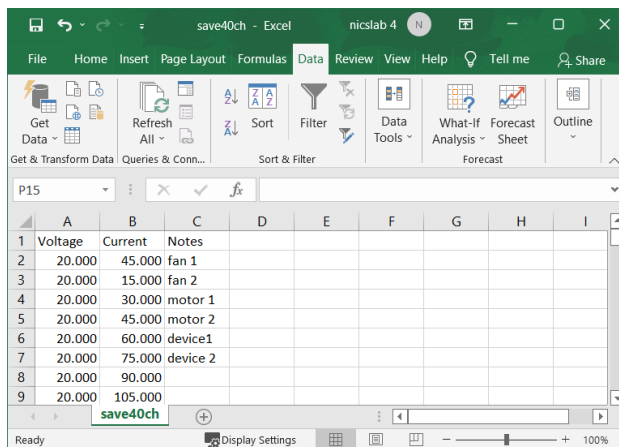 save40ch - Excel
nicslab 4
N
File Home Insert Page Layout Formulas Data Review View Help Tell me Share
Get Data
Refresh All
Sort
Filter
Data Tools
What-If Analysis
Forecast Sheet
Outline
Get & Transform Data
Queries & Conn...
Sort & Filter
Forecast
P15
fx
A B C D E F G H I
1 Voltage Current Notes
2 20.000 45.000 fan 1
3 20.000 15.000 fan 2
4 20.000 30.000 motor 1
5 20.000 45.000 motor 2
6 20.000 60.000 device1
7 20.000 75.000 device 2
8 20.000 90.000
9 20.000 105.000
save40ch
Ready
Display Settings
100%